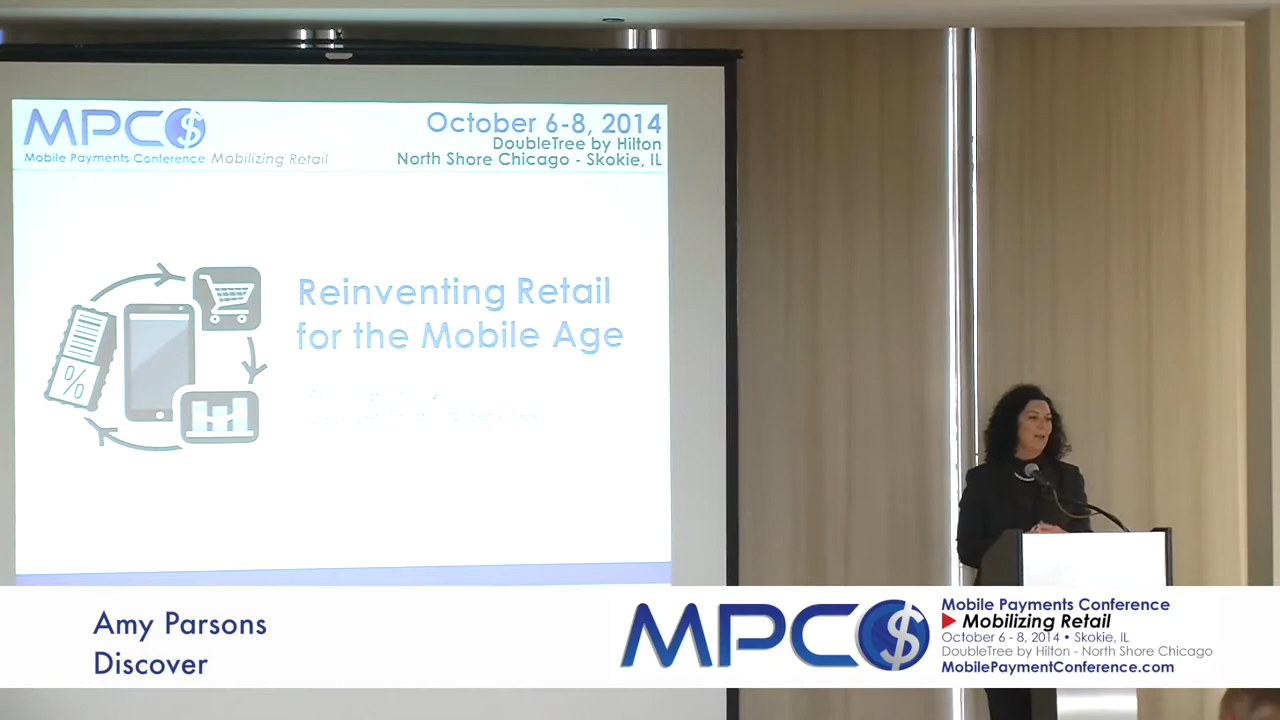 MPC$
Mobile Payments Conference Mobilizing Retail
October 6-8, 2014
DoubleTree by Hilton
North Shore Chicago - Skokie, IL
Reinventing Retail
for the Mobile Age
%
Amy Parsons
Discover
MPC$
Mobile Payments Conference
Mobilizing Retail
October 6 - 8, 2014 • Skokie, IL
DoubleTree by Hilton - North Shore Chicago
MobilePaymentConference.com